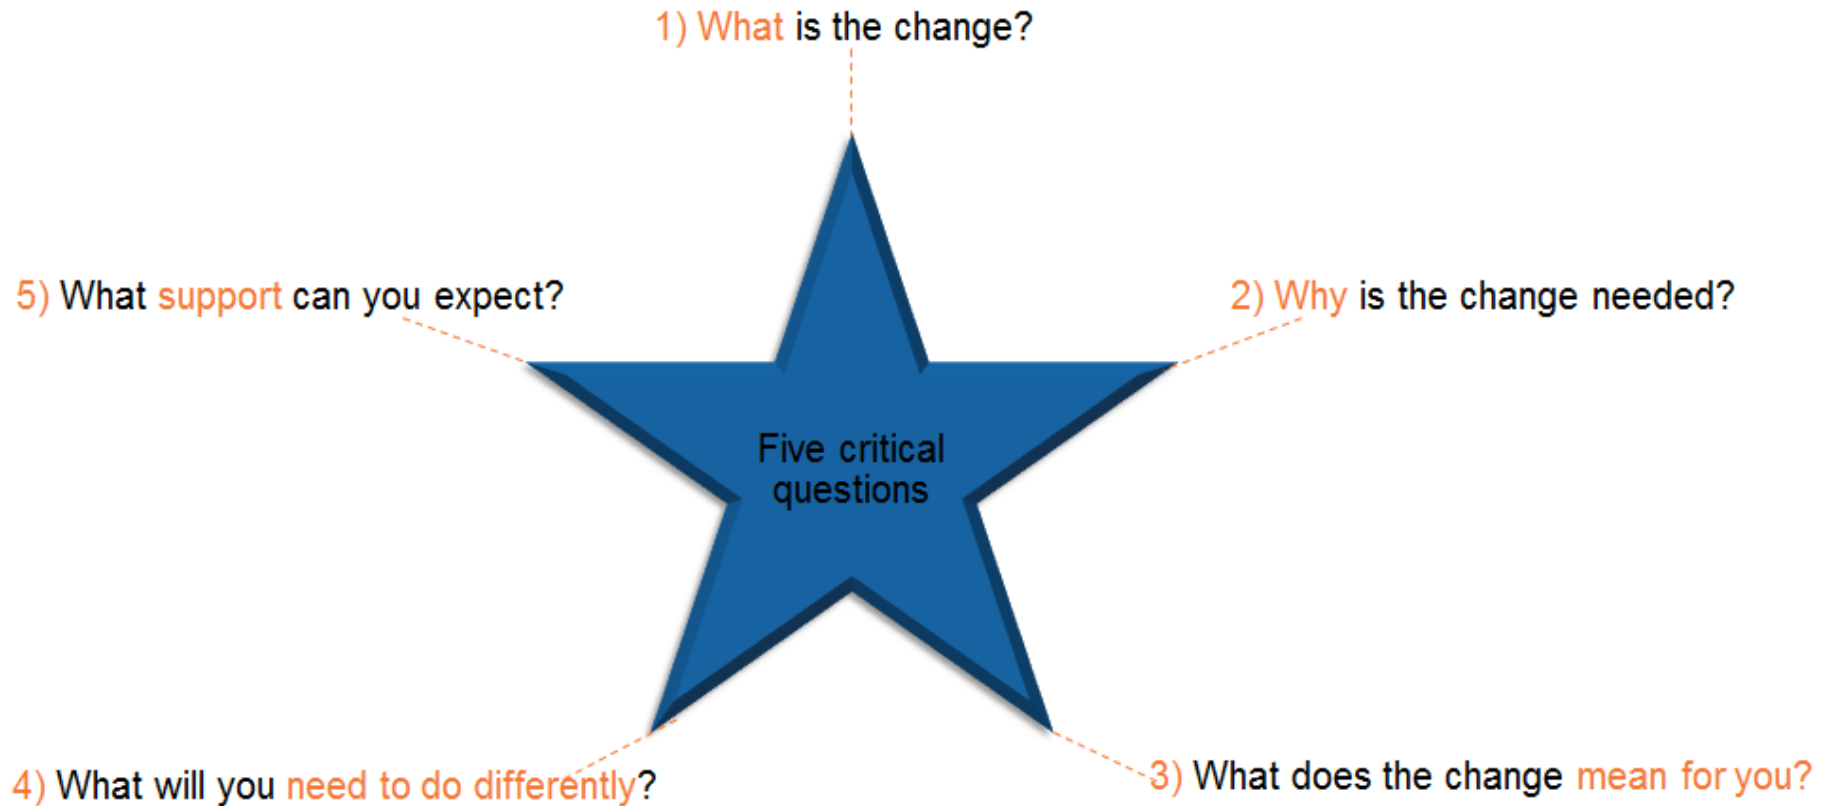 1) What is the change?
2) Why is the change needed?
3) What does the change mean for you?
4) What will you need to do differently?
5) What support can you expect?
Five critical
questions